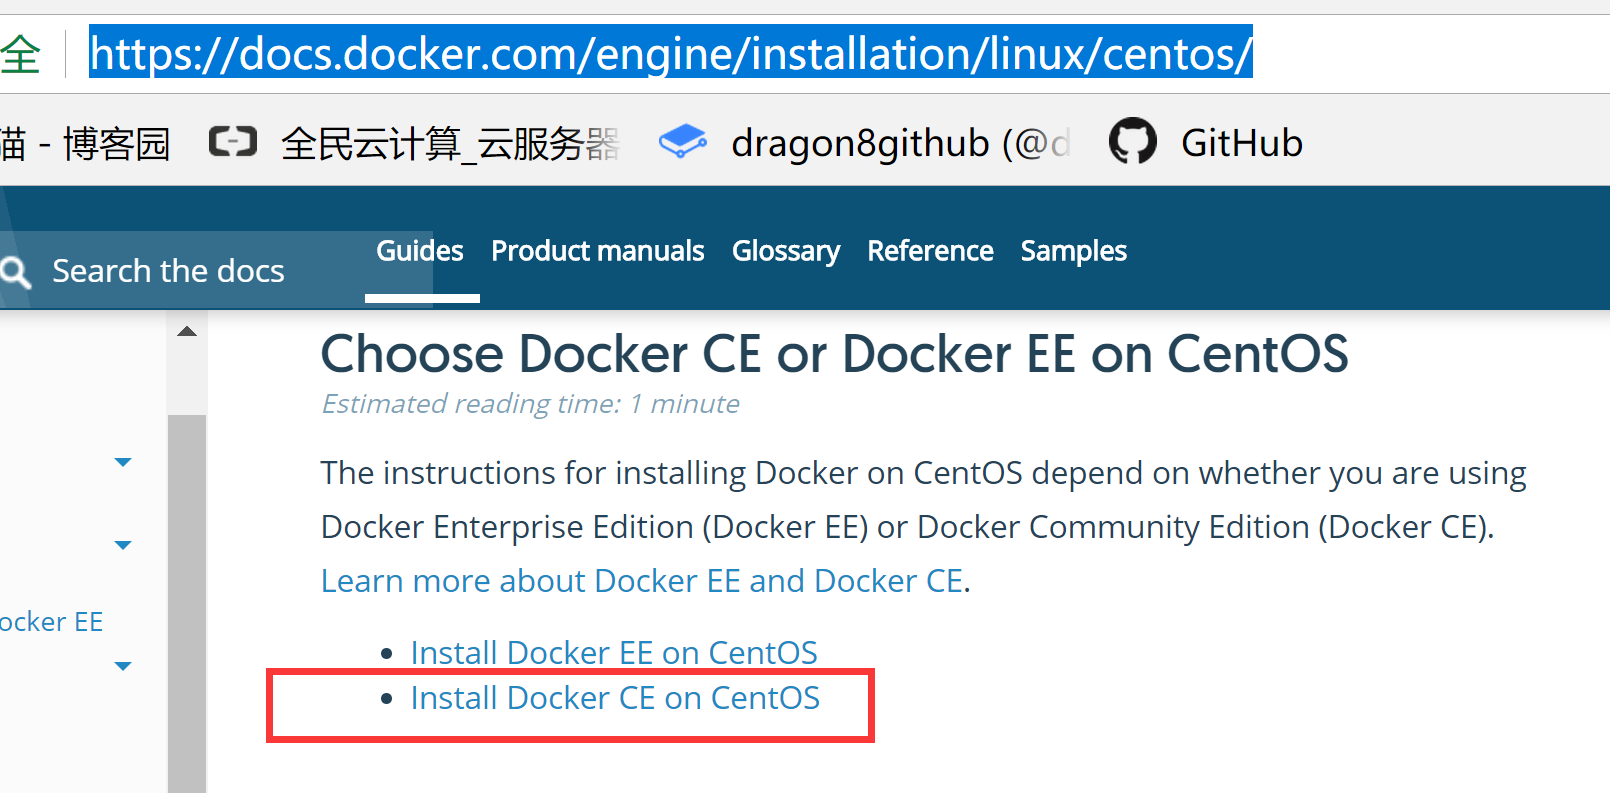 全 https://docs.docker.com/engine/installation/linux/centos/
猫 - 博客园 全民云计算_云服务器 dragon8github (@d GitHub
Search the docs Guides Product manuals Glossary Reference Samples
Choose Docker CE or Docker EE on CentOS
Estimated reading time: 1 minute
The instructions for installing Docker on CentOS depend on whether you are using
Docker Enterprise Edition (Docker EE) or Docker Community Edition (Docker CE).
Learn more about Docker EE and Docker CE.
ocker EE
Install Docker EE on CentOS
Install Docker CE on CentOS